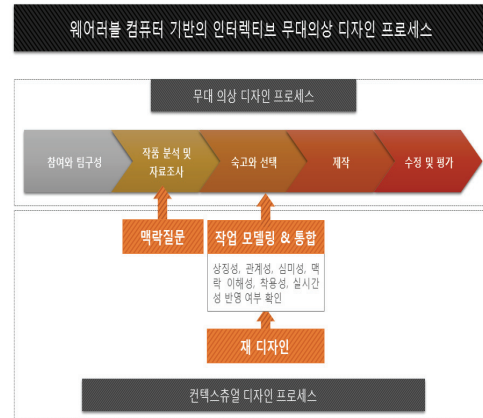 웨어러블 컴퓨터 기반의 인터렉티브 무대의상 디자인 프로세스
무대 의상 디자인 프로세스
참여와 팀구성
작품 분석 및
자료조사
숙고와 선택
제작
수정 및 평가
맥락질문
작업 모델링 & 통합
상징성, 관계성, 심미성, 맥
락 이해성, 착용성, 실시간
성 반영 여부 확인
재 디자인
컨텍스츄얼 디자인 프로세스